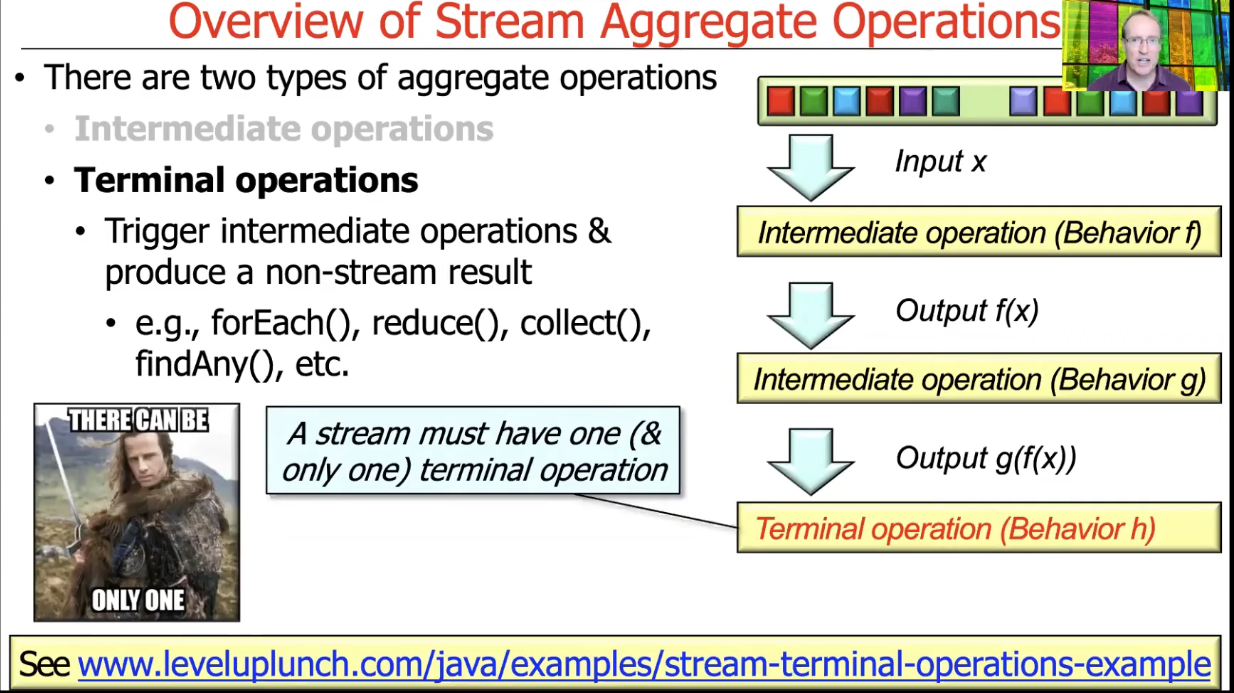 Overview of Stream Aggregate Operations
• There are two types of aggregate operations
• Intermediate operations
• Terminal operations
• Trigger intermediate operations &
produce a non-stream result
• e.g., forEach(), reduce(), collect(),
findAny(), etc.
THERE CAN BE
ONLY ONE
A stream must have one (&
only one) terminal operation
Input x
Intermediate operation (Behavior f)
Output f(x)
Intermediate operation (Behavior g)
Output g(f(x))
Terminal operation (Behavior h)
See www.leveluplunch.com/java/examples/stream-terminal-operations-example